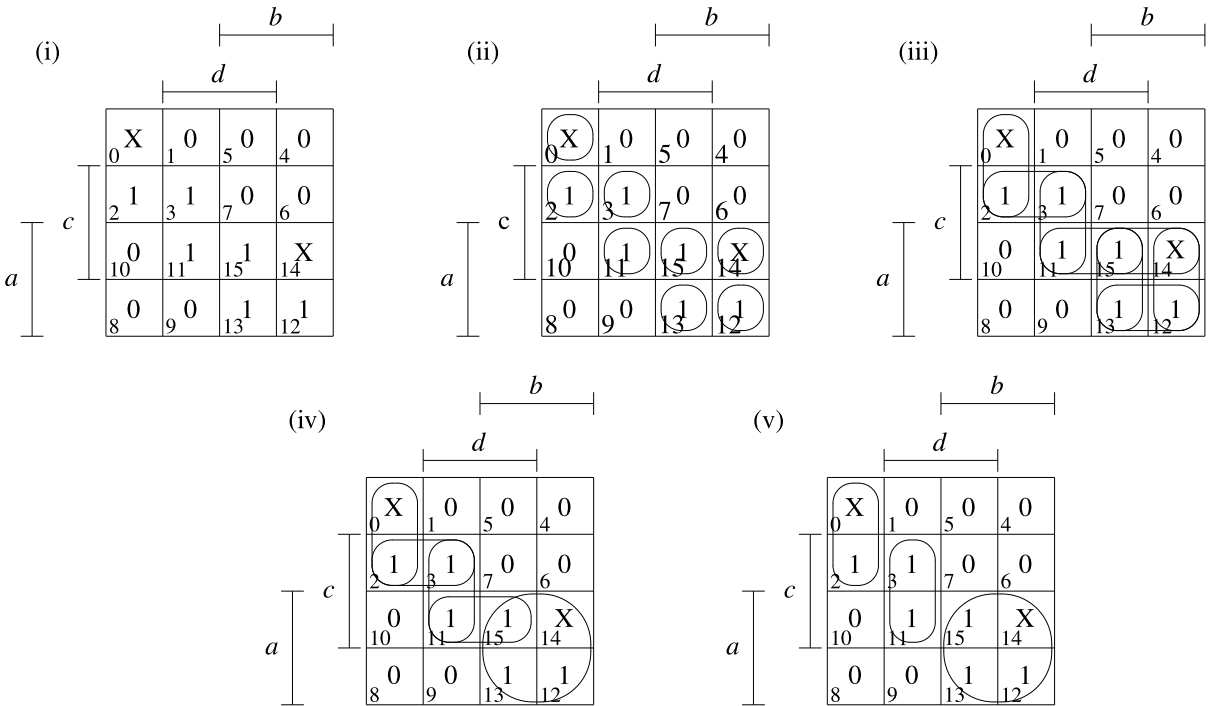 b b b
(i) (ii) (iii)
d d d
X 0 0 0 X 0 0 0 X 0 0 0
0 1 5 4 0 1 5 4 0 1 5 4
1 1 0 0 1 1 0 0 1 1 0 0
2 3 7 6 2 3 7 6 2 3 7 6
c c c
0 1 1 X 0 1 1 X 0 1 1 X
10 11 15 14 10 11 15 14 10 11 15 14
a a a
0 0 1 1 0 0 1 1 0 0 1 1
8 9 13 12 8 9 13 12 8 9 13 12
b b
(iv) (v)
d d
X 0 0 0 X 0 0 0
0 1 5 4 0 1 5 4
1 1 0 0 1 1 0 0
2 3 7 6 2 3 7 6
c c
0 1 1 X 0 1 1 X
10 11 15 14 10 11 15 14
a a
0 0 1 1 0 0 1 1
8 9 13 12 8 9 13 12